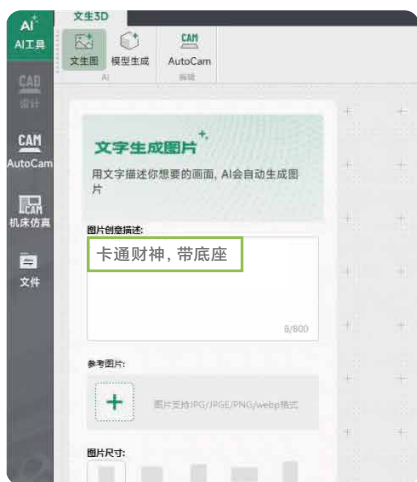 文生3D
AI
AI工具
文生图 模型生成 AutoCam
CAM
AI 编辑
CAD
设计
CAM
AutoCam
CAM
机床仿真
文件
文字生成图片
用文字描述你想要的画面, AI会自动生成图
片
图片创意描述:
卡通财神, 带底座
8/800
参考图片:
图片支持JPG/JPGE/PNG/webp格式
图片尺寸: